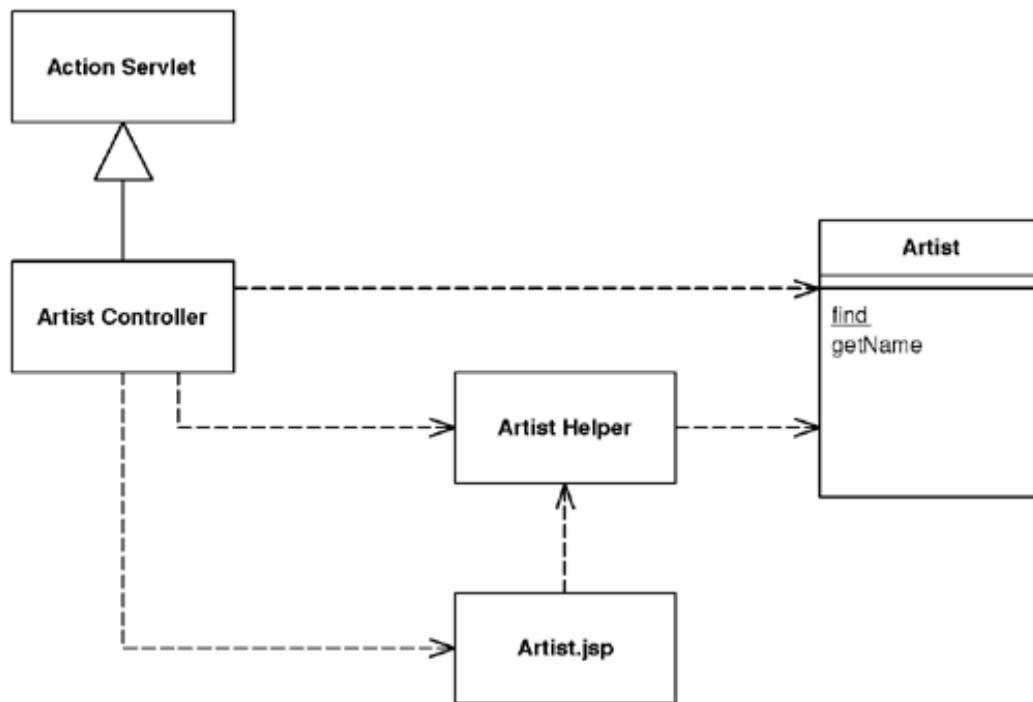 Action Servlet
Artist
Artist Controller
find
getName
Artist Helper
Artist.jsp